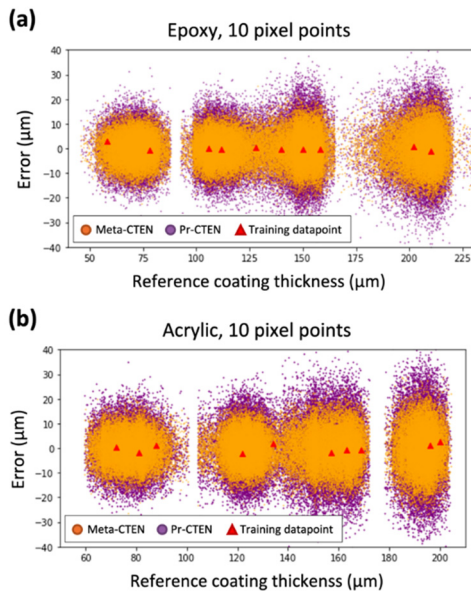 (a)
Epoxy, 10 pixel points
Error (μm)
40
30
20
10
0
−10
−20
−30
−40
Meta-CTEN Pr-CTEN Training datapoint
50 75 100 125 150 175 200 225
Reference coating thickness (μm)
(b)
Acrylic, 10 pixel points
Error (μm)
40
30
20
10
0
−10
−20
−30
−40
Meta-CTEN Pr-CTEN Training datapoint
60 80 100 120 140 160 180 200
Reference coating thickenss (μm)